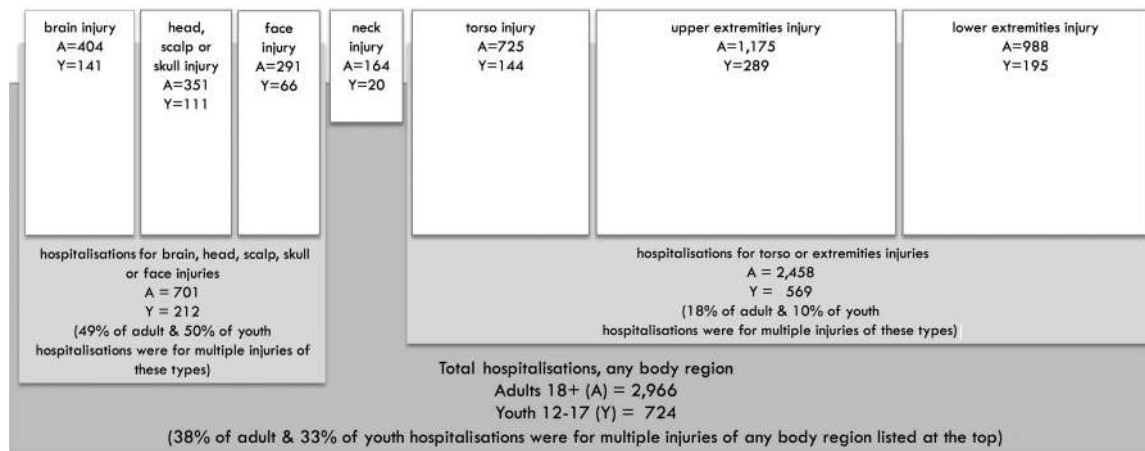 brain injury
A=404
Y=141
head,
scalp or
skull injury
A=351
Y=111
face
injury
A=291
Y=66
neck
injury
A=164
Y=20
torso injury
A=725
Y=144
upper extremities injury
A=1,175
Y=289
lower extremities injury
A=988
Y=195
hospitalisations for brain, head, scalp, skull
or face injuries
A = 701
Y = 212
(49% of adult & 50% of youth
hospitalisations were for multiple injuries of
these types)
hospitalisations for torso or extremities injuries
A = 2,458
Y = 569
(18% of adult & 10% of youth
hospitalisations were for multiple injuries of these types)
Total hospitalisations, any body region
Adults 18+ (A) = 2,966
Youth 12-17 (Y) = 724
(38% of adult & 33% of youth hospitalisations were for multiple injuries of any body region listed at the top)